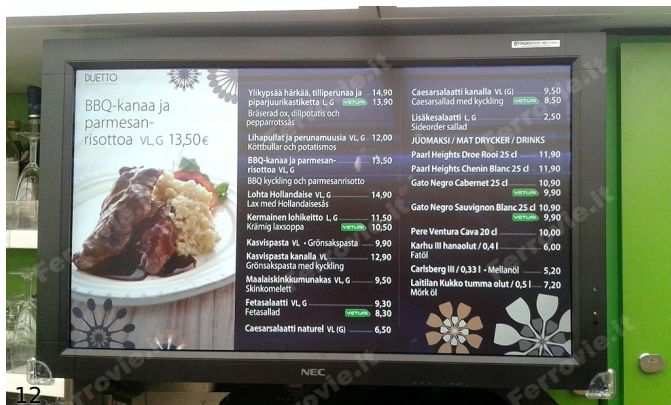 DUETTO
BBQ-kanaa ja
parmesan-
risottoa VL,G 13,50€
Ylikypsää härkää, tilliperunaa ja 14,90
piparjuurikastiketta L, G VETURI 13,90
Bräserad ox, dillpotatis och
pepparrotssås
Lihapullat ja perunamuusia VL, G 12,00
Köttbullar och potatismos
BBQ-kanaa ja parmesan- 13,50
risottoa VL, G
BBQ kyckling och parmesanrisotto
Lohta Hollandaise VL, G 14,90
Lax med Hollandaisesås
Kermainen lohikeitto L, G 11,50
Krämig laxsoppa VETURI 10,50
Kasvispasta VL • Grönsakspasta 9,90
Kasvispasta kanalla VL 12,90
Grönsakspasta med kyckling
Maalaiskinkkumunakas VL, G 9,50
Skinkomelett
Fetasalaatti VL, G 9,30
Fetasallad VETURI 8,30
Caesarsalaatti naturel VL (G) 6,50
Caesarsalaatti kanalla VL (G) 9,50
Caesarsallad med kyckling VETURI 8,50
Lisäkesalaatti L, G 2,50
Sideorder sallad
JUOMAKSI / MAT DRYCKER / DRINKS
Paarl Heights Droe Rooi 25 cl 11,90
Paarl Heights Chenin Blanc 25 cl 11,90
Gato Negro Cabernet 25 cl 10,90
VETURI 9,90
Gato Negro Sauvignon Blanc 25 cl 10,90
VETURI 9,90
Pere Ventura Cava 20 cl 10,00
Karhu III hanaolut / 0,4 l 6,00
Fatöl
Carlsberg III / 0,33 l • Mellanöl 5,20
Laitilan Kukko tumma olut / 0,5 l 7,20
Mörk öl
NEC
12
Ferrovie.it